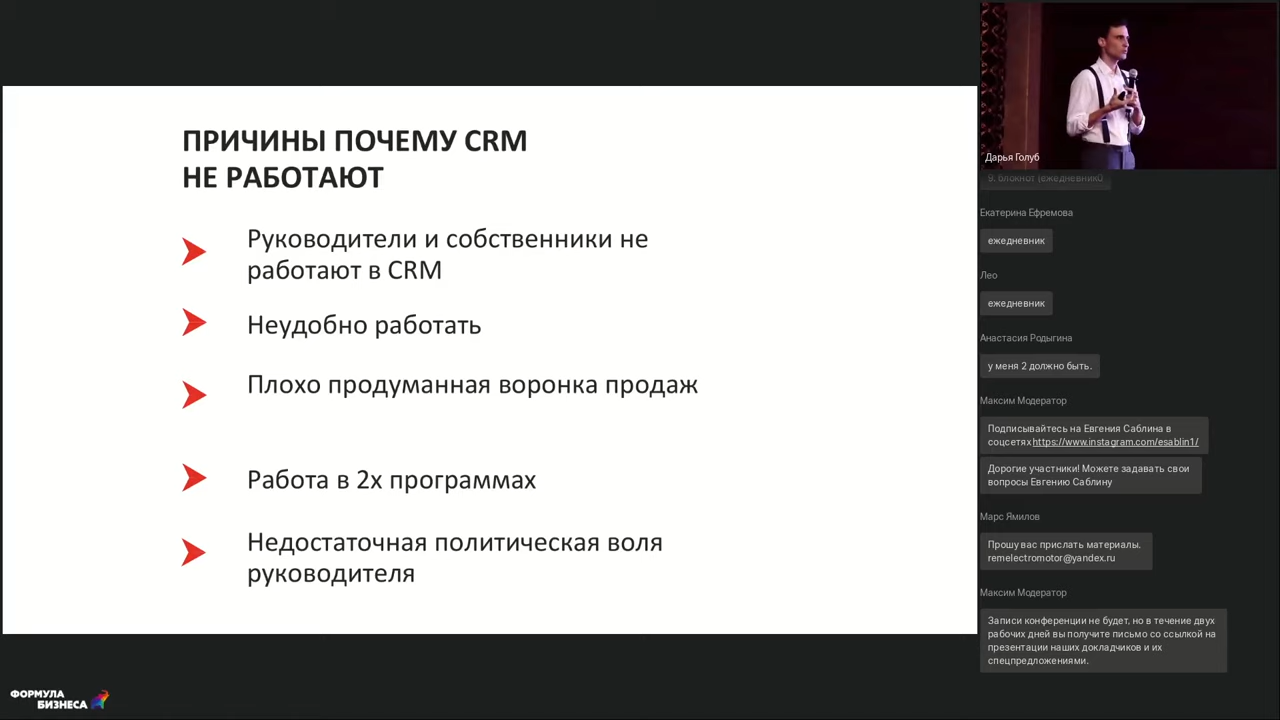 ПРИЧИНЫ ПОЧЕМУ CRM
НЕ РАБОТАЮТ
Руководители и собственники не
работают в CRM
Неудобно работать
Плохо продуманная воронка продаж
Работа в 2х программах
Недостаточная политическая воля
руководителя
ФОРМУЛА
БИЗНЕСА
Дарья Голуб
9. блокнот (ежедневник0
Екатерина Ефремова
ежедневник
Лео
ежедневник
Анастасия Родыгина
у меня 2 должно быть.
Максим Модератор
Подписывайтесь на Евгения Саблина в
соцсетях https://www.instagram.com/esablin1/
Дорогие участники! Можете задавать свои
вопросы Евгению Саблину
Марс Ямилов
Прошу вас прислать материалы.
remelectromotor@yandex.ru
Максим Модератор
Записи конференции не будет, но в течение двух
рабочих дней вы получите письмо со ссылкой на
презентации наших докладчиков и их
спецпредложениями.